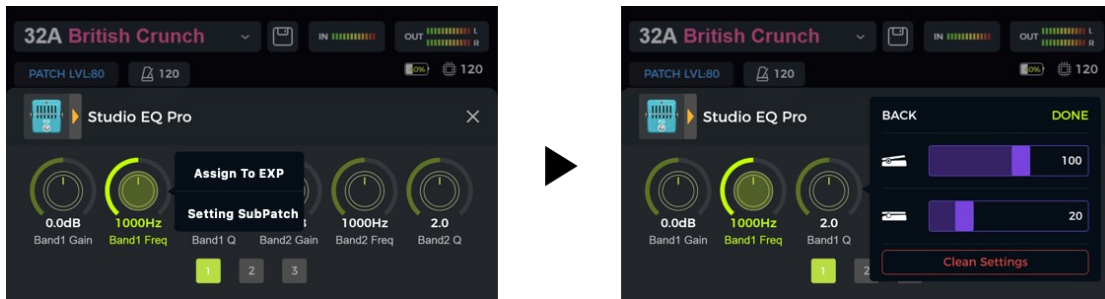 32A British Crunch
IN
OUT
L
R
PATCH LVL:80
120
0%
120
Studio EQ Pro
Assign To EXP
Setting SubPatch
0.0dB
1000Hz
1000Hz
2.0
Band1 Gain
Band1 Freq
Band1 Q
Band2 Gain
Band2 Freq
Band2 Q
1
2
3
32A British Crunch
IN
OUT
L
R
PATCH LVL:80
120
0%
120
Studio EQ Pro
BACK
DONE
100
20
Clean Settings
0.0dB
1000Hz
2.0
Band1 Gain
Band1 Freq
Band1 Q
1
2